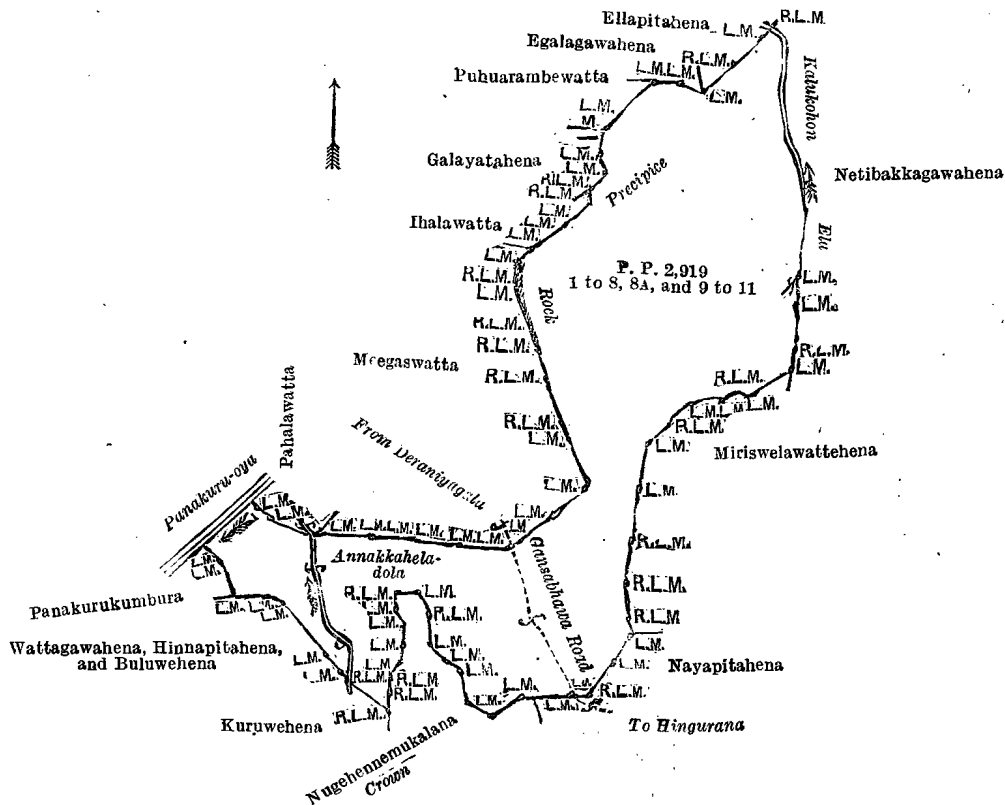 Ellapitahena
L.M.
R.L.M.
Egalagawahena
R.L.M.
Puhuarambewatta
L.M.
L.M.
L.M.
Kalukohon
L.M.
M.
Galayatahena
L.M.
L.M.
R.L.M.
R.L.M.
Precipice
Netibakkagawahena
L.M.
Ihalawatta
L.M.
L.M.
Ela
L.M.
R.L.M.
L.M.
Rock
P. P. 2,919
1 to 8, 8A, and 9 to 11
L.M.
L.M.
R.L.M.
R.L.M.
Meegaswatta
R.L.M.
R.L.M.
L.M.
R.L.M.
R.L.M.
L.M.
L.M. L.M. L.M.
R.L.M.
L.M.
Miriswelawattehena
Pahalawatta
From Deraniyagala
L.M.
L.M.
Panakuru-oya
L.M.
L.M.
L.M.
L.M.
L.M. L.M. L.M. L.M. L.M.
L.M.
Gansabhawa Road
R.L.M.
Annakkahela-
dola
L.M.
L.M.
R.L.M.
L.M.
R.L.M.
Panakurukumbura
L.M.
L.M.
L.M.
L.M.
L.M.
R.L.M.
R.L.M
Wattagawahena, Hinnapitahena,
and Buluwehena
L.M.
L.M.
L.M.
L.M.
L.M.
L.M.
L.M.
L.M.
L.M.
Nayapitahena
R.L.M.
R.L.M.
R.L.M.
L.M.
L.M.
L.M.
L.M.
R.L.M.
Kuruwehena
R.L.M.
To Hingurana
Nugehennemukalana
Crown